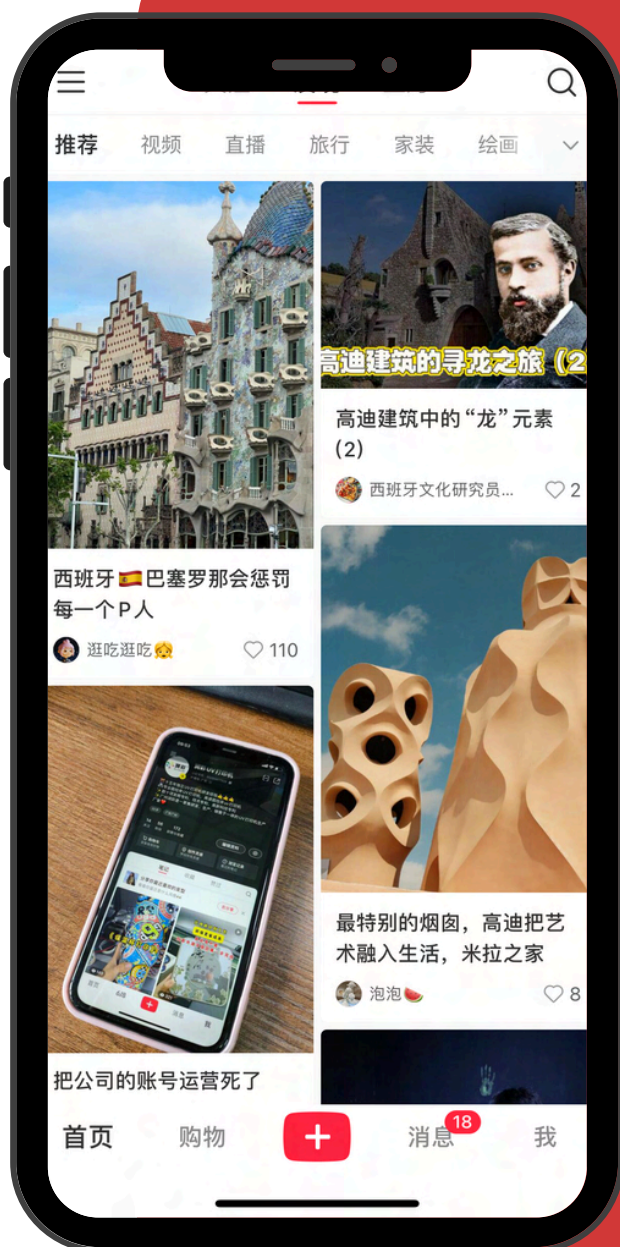 推荐 视频 直播 旅行 家装 绘画
高迪建筑的寻龙之旅（2
高迪建筑中的“龙”元素
(2)
西班牙文化研究员... 2
西班牙🇪🇸巴塞罗那会惩罚
每一个P人
逛吃逛吃👧 110
最特别的烟囱，高迪把艺
术融入生活，米拉之家
泡泡🍉 8
把公司的账号运营死了
首页 购物 消息 18 我